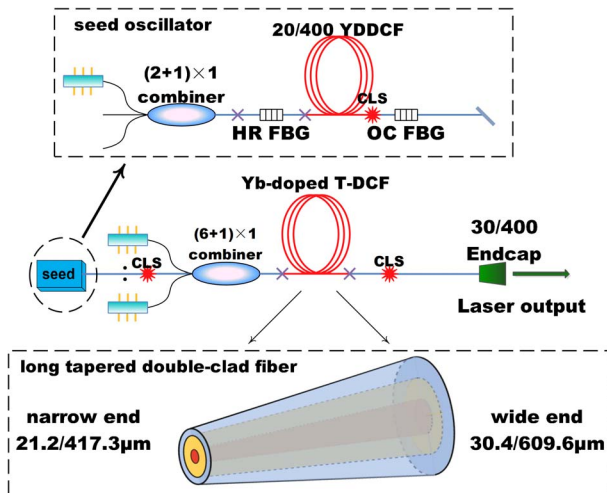 seed oscillator
20/400 YDDCF
(2+1)×1
combiner
CLS
HR FBG
OC FBG
Yb-doped T-DCF
(6+1)×1
combiner
30/400
Endcap
seed
CLS
CLS
Laser output
long tapered double-clad fiber
narrow end
21.2/417.3μm
wide end
30.4/609.6μm